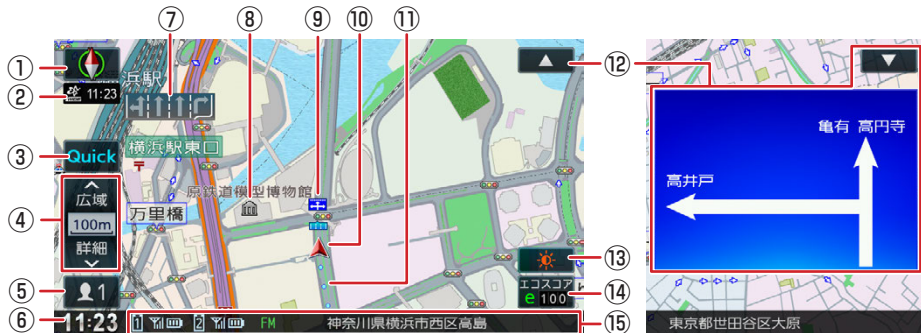 ⑦
⑧
⑨
⑩
⑪
①
②
③
④
⑤
⑥
浜駅
11:23
横浜駅東口
Quick
原鉄道模型博物館
広域
100m
詳細
万里橋
1
11:23
1
2
FM
神奈川県横浜市西区高島
エコスコア
e 100
⑫
⑬
⑭
⑮
亀有 高円寺
高井戸
東京都世田谷区大原